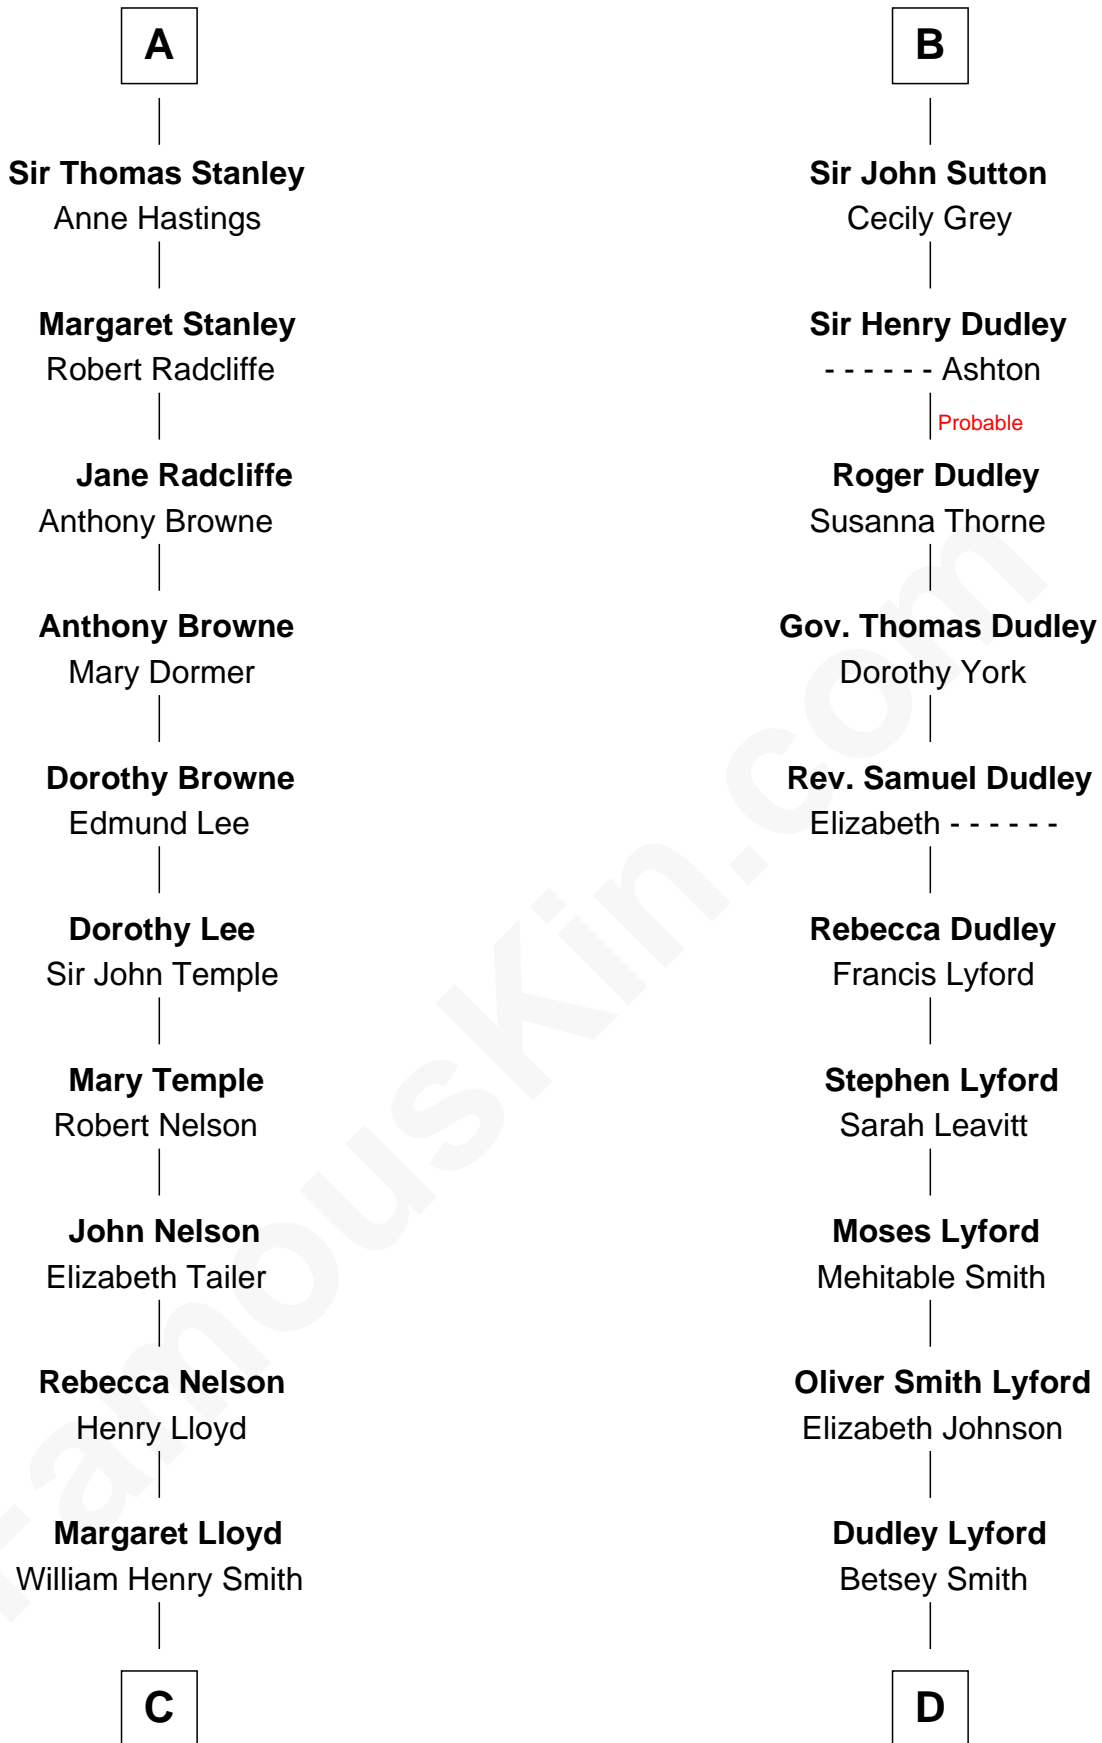 A
Sir Thomas Stanley
Anne Hastings
Margaret Stanley
Robert Radcliffe
Jane Radcliffe
Anthony Browne
Anthony Browne
Mary Dormer
Dorothy Browne
Edmund Lee
Dorothy Lee
Sir John Temple
Mary Temple
Robert Nelson
John Nelson
Elizabeth Tailer
Rebecca Nelson
Henry Lloyd
Margaret Lloyd
William Henry Smith
C
B
Sir John Sutton
Cecily Grey
Sir Henry Dudley
- - - - - - Ashton
Probable
Roger Dudley
Susanna Thorne
Gov. Thomas Dudley
Dorothy York
Rev. Samuel Dudley
Elizabeth - - - - - -
Rebecca Dudley
Francis Lyford
Stephen Lyford
Sarah Leavitt
Moses Lyford
Mehitable Smith
Oliver Smith Lyford
Elizabeth Johnson
Dudley Lyford
Betsey Smith
D
FamousKin.com